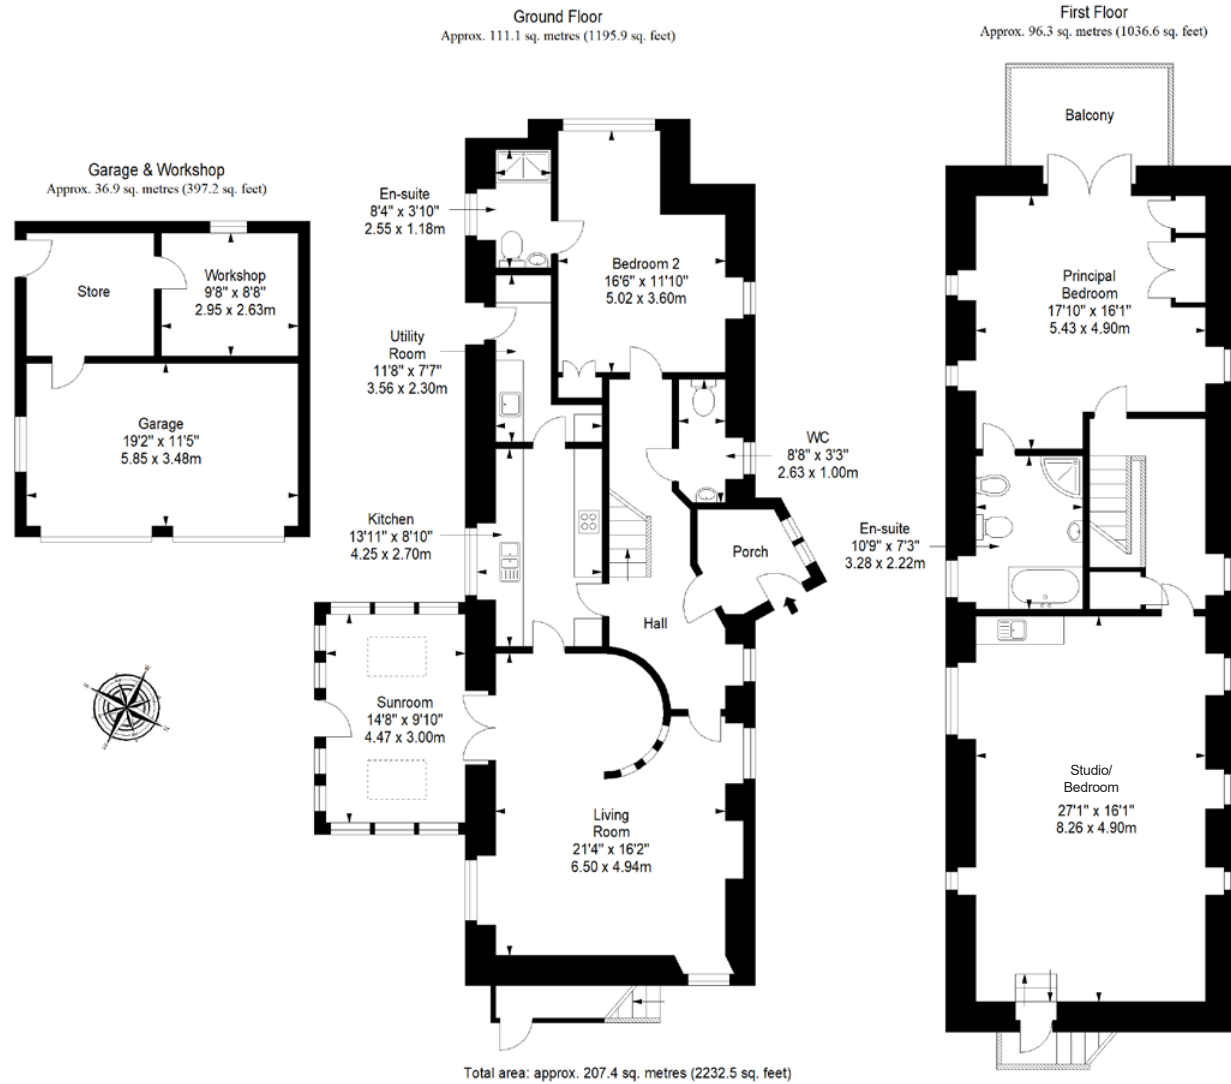 Ground Floor
Approx. 111.1 sq. metres (1195.9 sq. feet)
First Floor
Approx. 96.3 sq. metres (1036.6 sq. feet)
Garage & Workshop
Approx. 36.9 sq. metres (397.2 sq. feet)
Store
Workshop
9'8" x 8'8"
2.95 x 2.63m
Garage
19'2" x 11'5"
5.85 x 3.48m
En-suite
8'4" x 3'10"
2.55 x 1.18m
Bedroom 2
16'6" x 11'10"
5.02 x 3.60m
Utility
Room
11'8" x 7'7"
3.56 x 2.30m
WC
8'8" x 3'3"
2.63 x 1.00m
Kitchen
13'11" x 8'10"
4.25 x 2.70m
Porch
Hall
Sunroom
14'8" x 9'10"
4.47 x 3.00m
Living
Room
21'4" x 16'2"
6.50 x 4.94m
Balcony
Principal
Bedroom
17'10" x 16'1"
5.43 x 4.90m
En-suite
10'9" x 7'3"
3.28 x 2.22m
Studio/
Bedroom
27'1" x 16'1"
8.26 x 4.90m
Total area: approx. 207.4 sq. metres (2232.5 sq. feet)